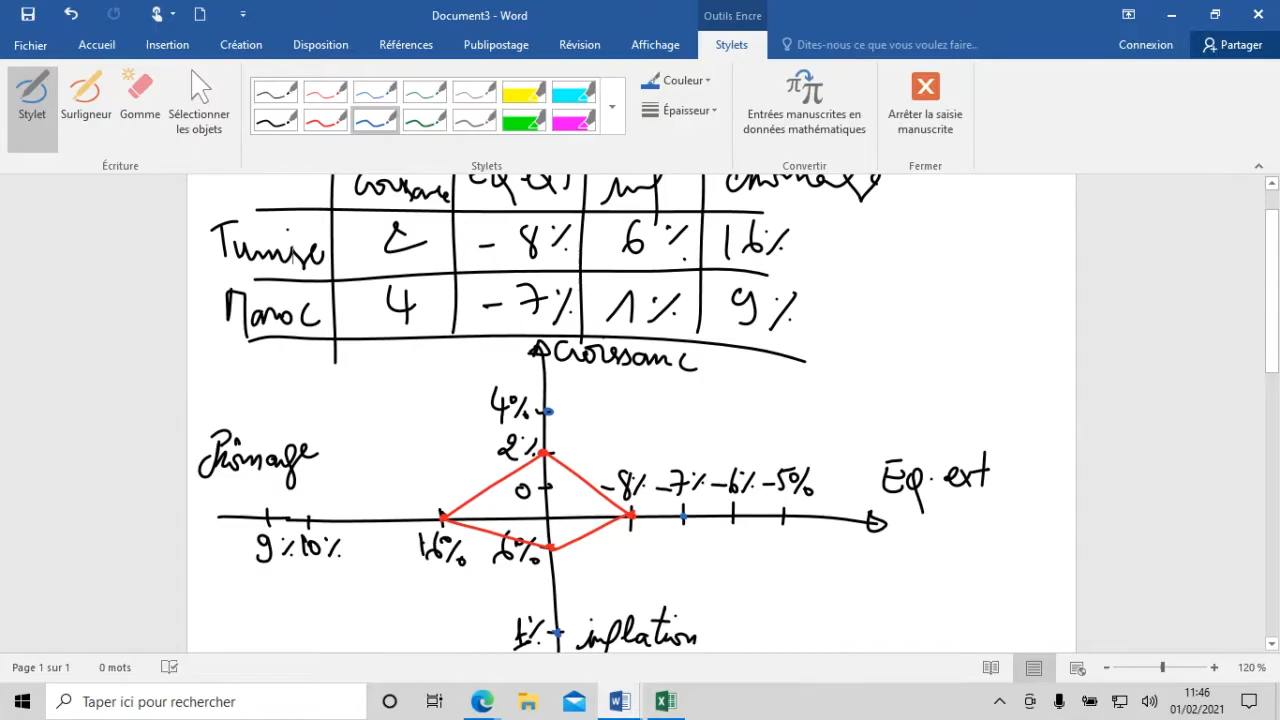 Document3 - Word
Outils Encre
Fichier Accueil Insertion Création Disposition Références Publipostage Révision Affichage Stylets Dites-nous ce que vous voulez faire... Connexion Partager
Stylet Surligneur Gomme Sélectionner les objets
Couleur
Épaisseur
Entrées manuscrites en données mathématiques
Arrêter la saisie manuscrite
Écriture Stylets Convertir Fermer
Tunisie 2 - 8% 6% 16%
Maroc 4 - 7% 1% 9%
Croissanc
4%
2%
Chômage
0 -8% -7% -6% -5% Eq. ext
9% 10% 16% 6%
1% inflation
Page 1 sur 1 0 mots 120 %
Taper ici pour rechercher
11:46
01/02/2021